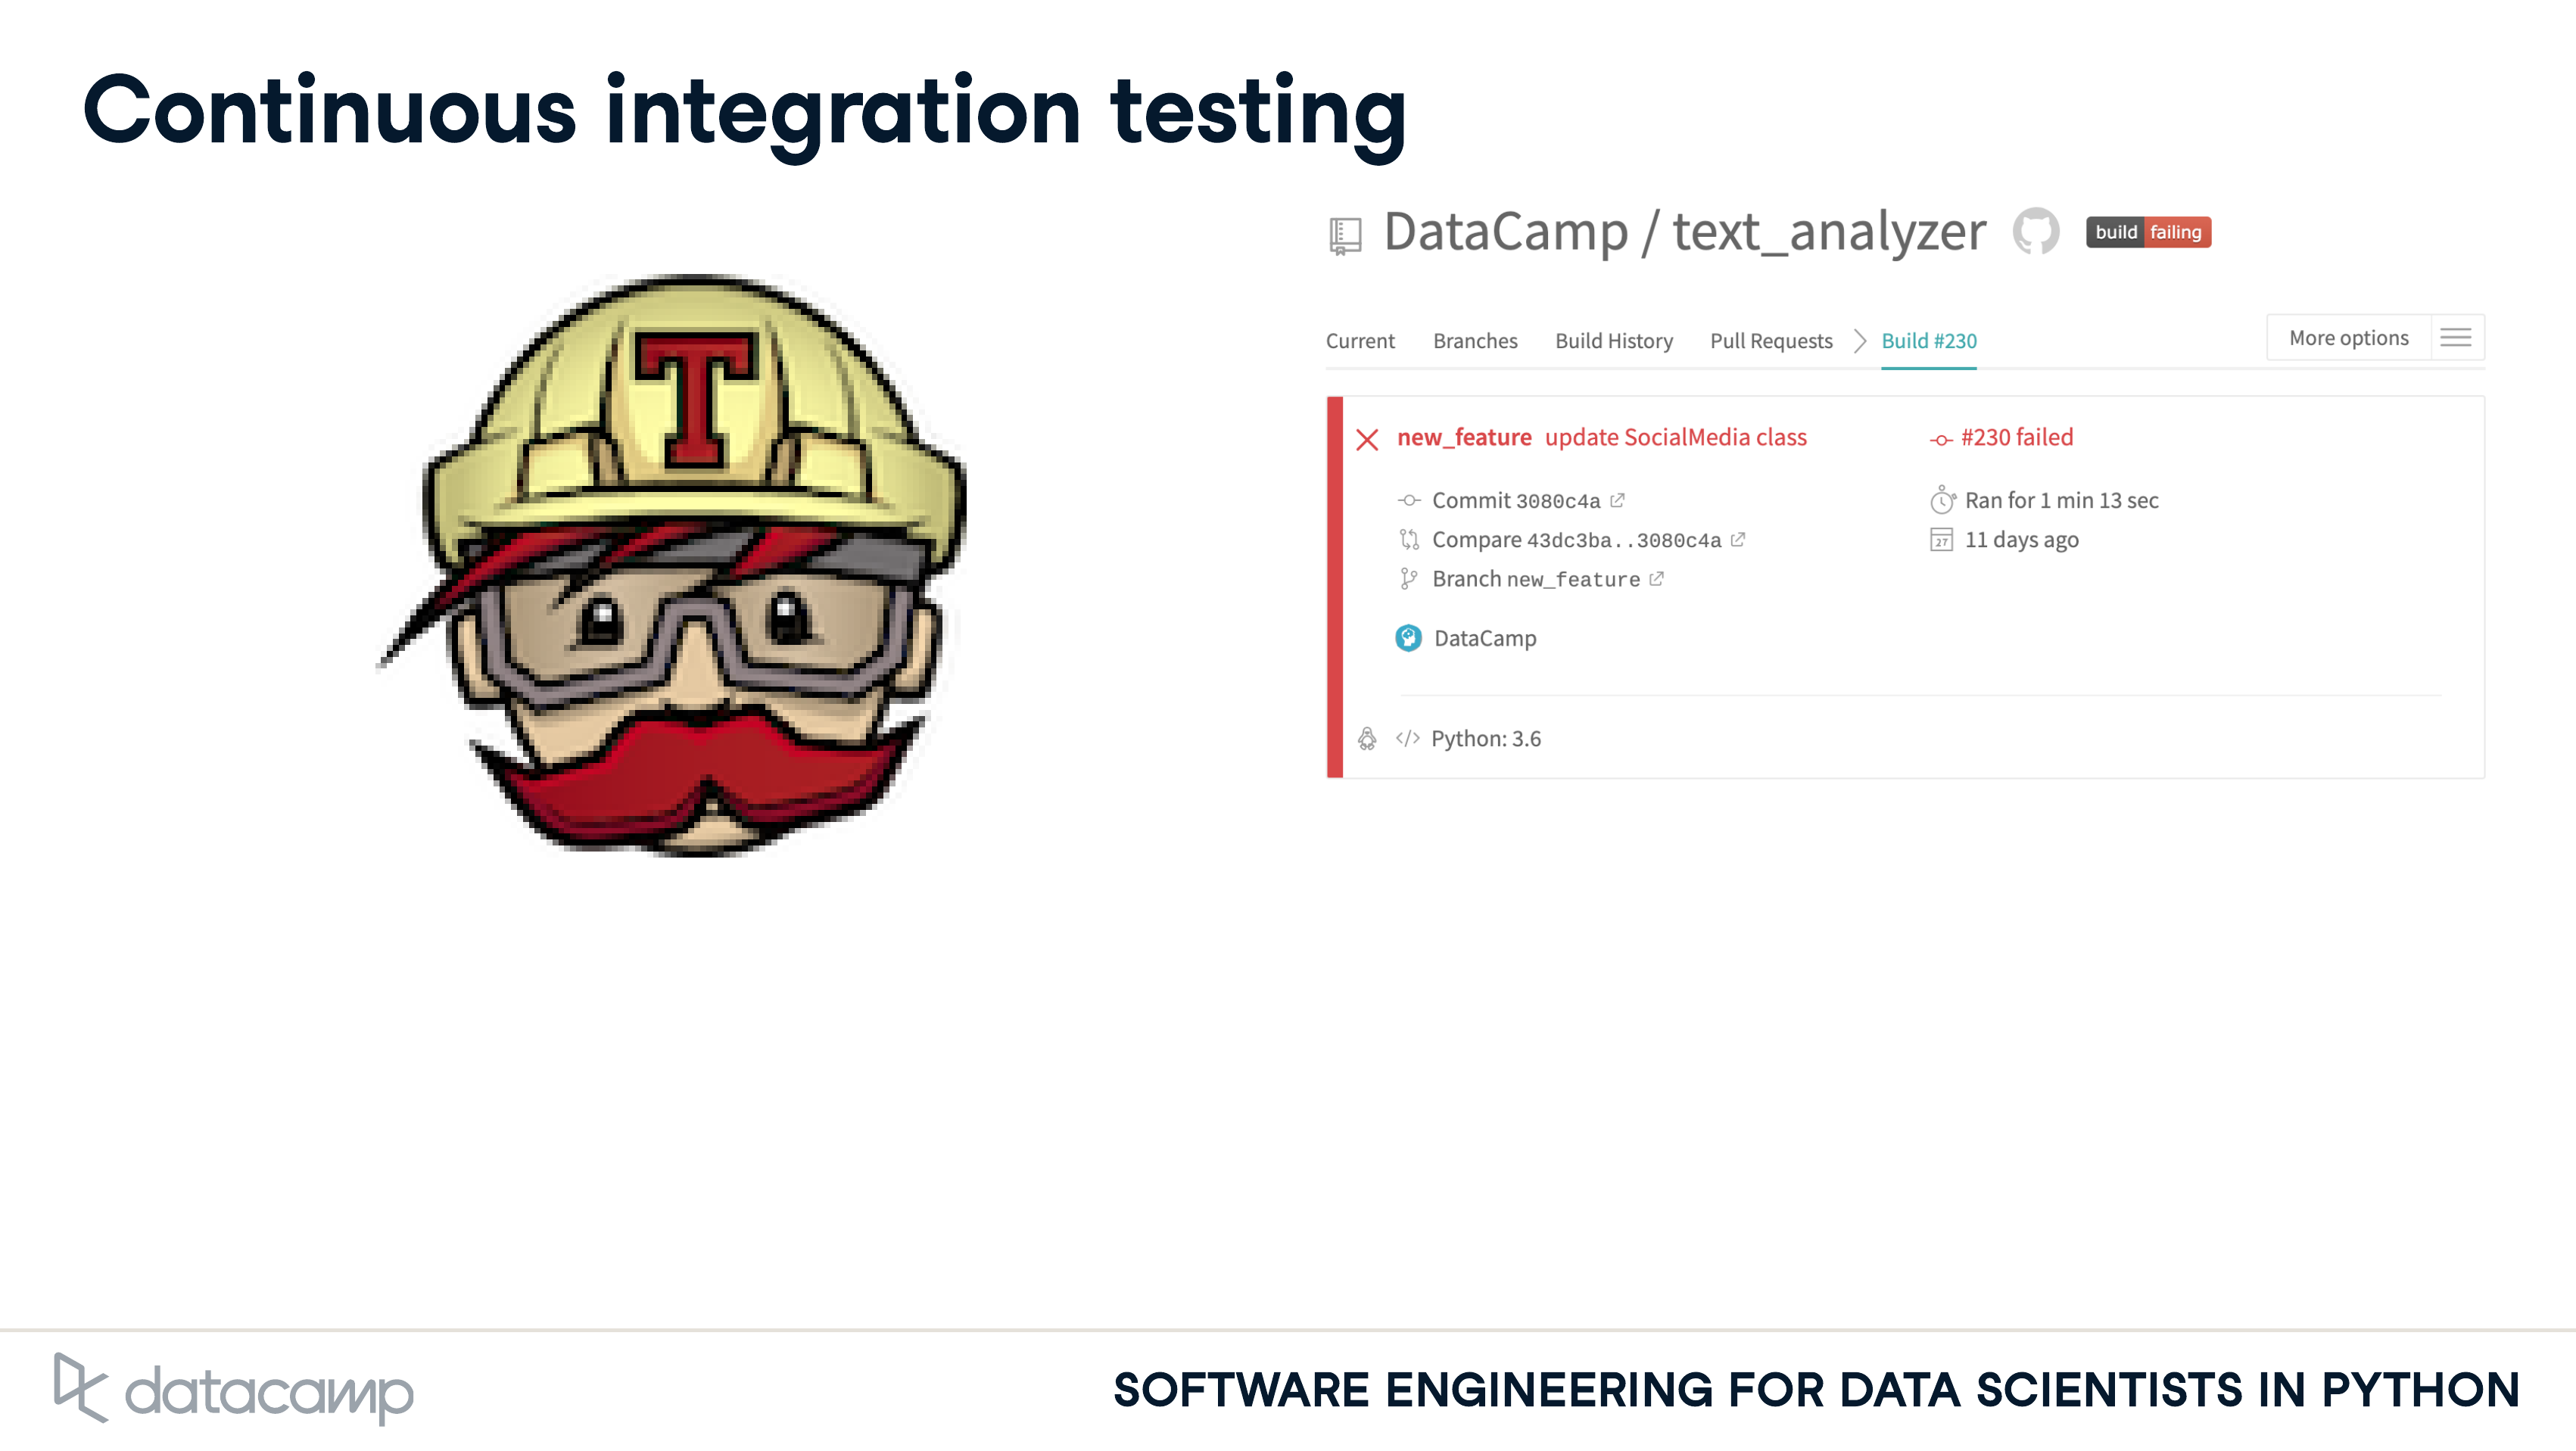 Continuous integration testing
T
DataCamp / text_analyzer build failing
Current Branches Build History Pull Requests Build #230 More options
new_feature update SocialMedia class #230 failed
Commit 3080c4a Ran for 1 min 13 sec
Compare 43dc3ba..3080c4a 27 11 days ago
Branch new_feature
DataCamp
</> Python: 3.6
datacamp SOFTWARE ENGINEERING FOR DATA SCIENTISTS IN PYTHON